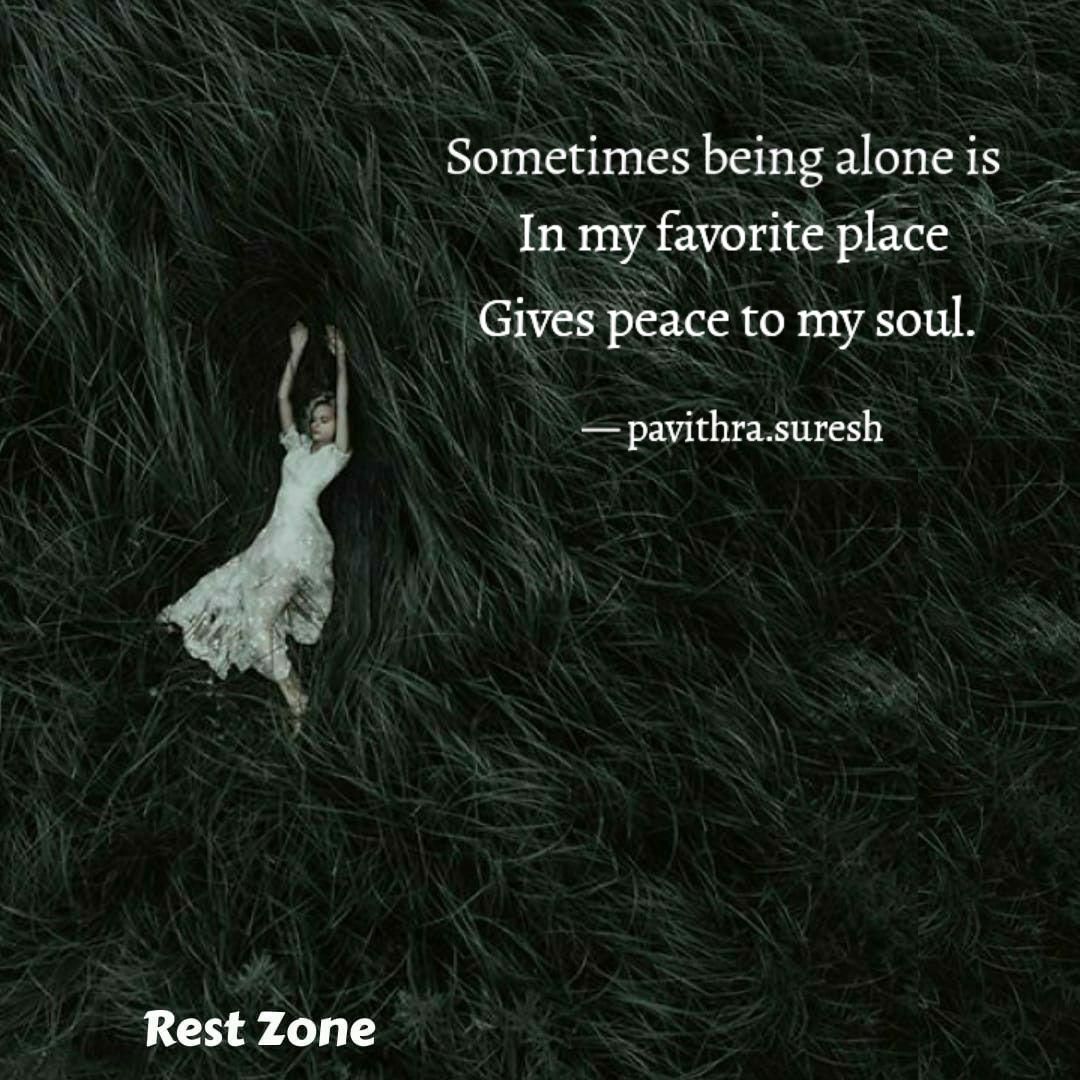 Sometimes being alone is
In my favorite place
Gives peace to my soul.
— pavithra.suresh
Rest Zone